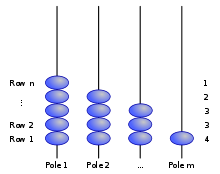 Row n 1
⋮ 2
3
Row 2 3
Row 1 4
Pole 1 Pole 2 ... Pole m